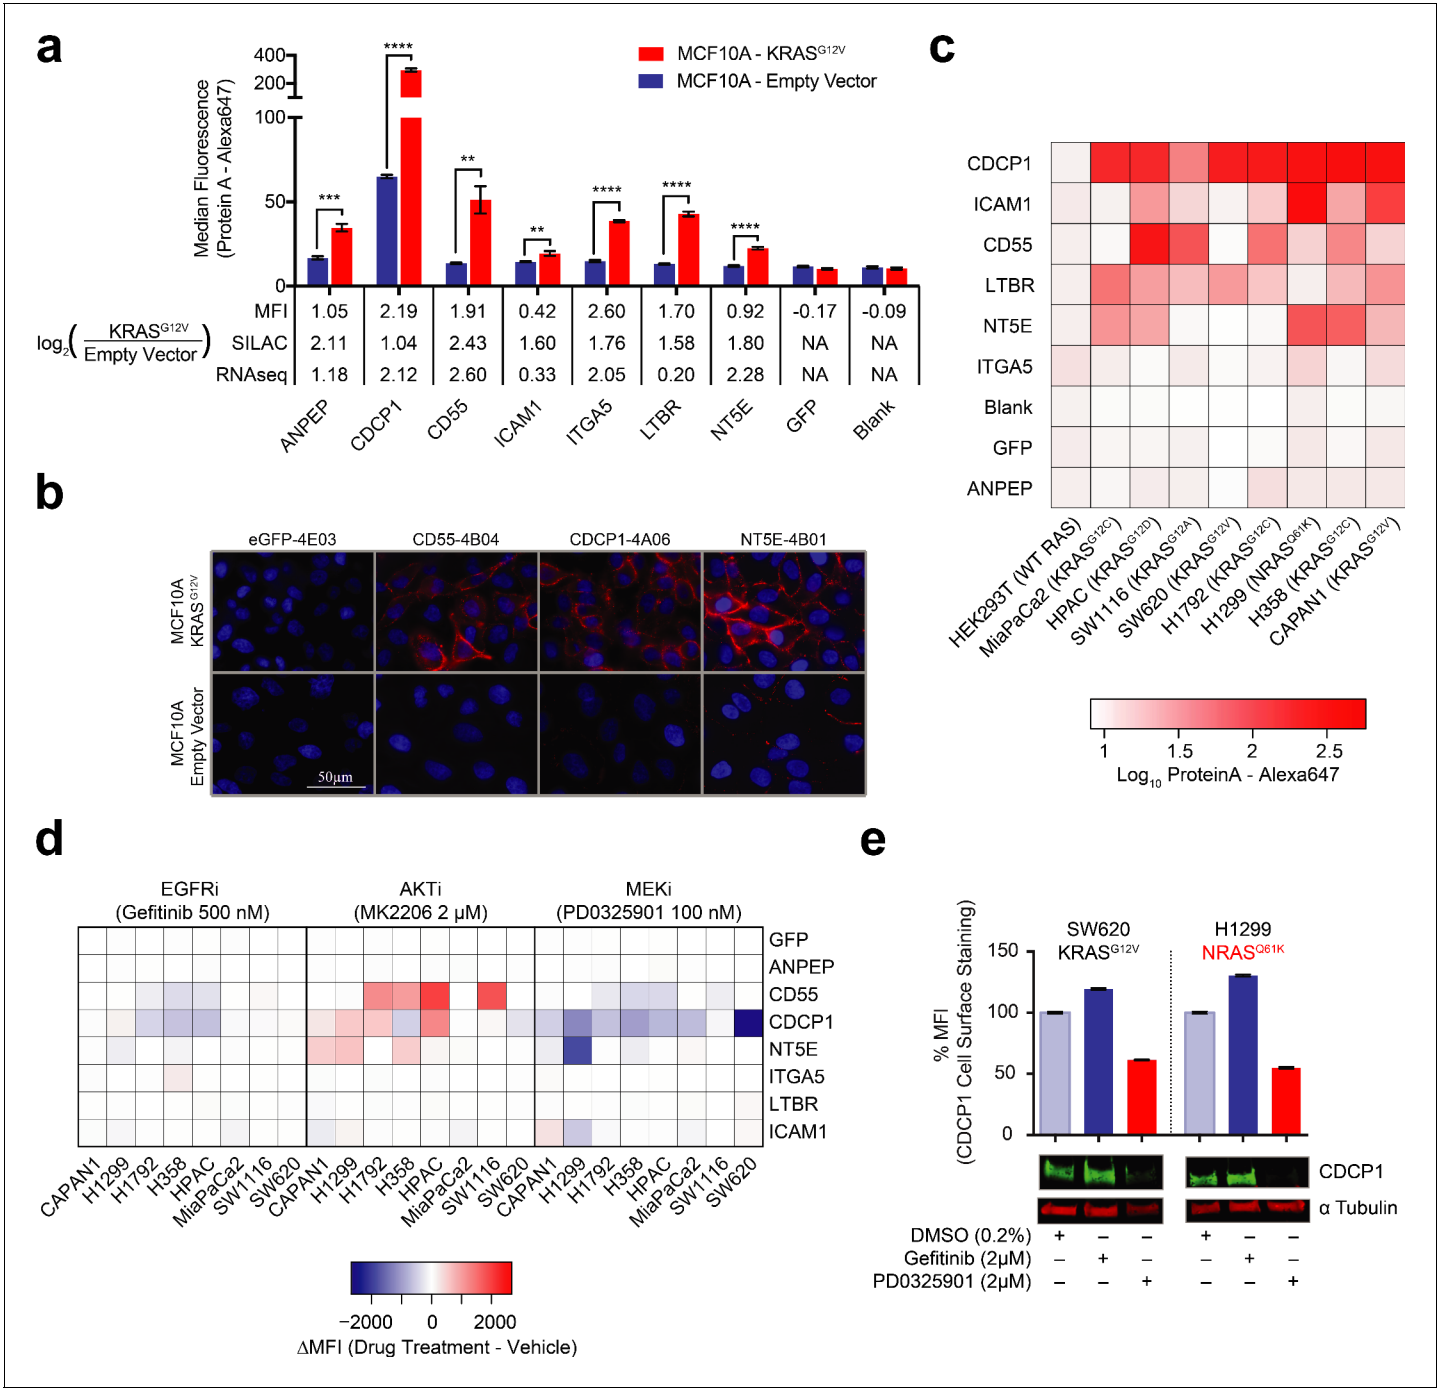 a
MCF10A - KRASG12V
MCF10A - Empty Vector
Median Fluorescence
(Protein A - Alexa647)
400
200
100
50
0
****
***
**
**
****
****
****
log2(KRASG12V / Empty Vector)
MFI 1.05 2.19 1.91 0.42 2.60 1.70 0.92 -0.17 -0.09
SILAC 2.11 1.04 2.43 1.60 1.76 1.58 1.80 NA NA
RNAseq 1.18 2.12 2.60 0.33 2.05 0.20 2.28 NA NA
ANPEP CDCP1 CD55 ICAM1 ITGA5 LTBR NT5E GFP Blank
b
eGFP-4E03 CD55-4B04 CDCP1-4A06 NT5E-4B01
MCF10A
KRAS G12V
MCF10A
Empty Vector
50µm
c
CDCP1
ICAM1
CD55
LTBR
NT5E
ITGA5
Blank
GFP
ANPEP
HEK293T (WT RAS)
MiaPaCa2 (KRASG12C)
HPAC (KRASG12D)
SW1116 (KRASG12A)
SW620 (KRASG12V)
H1792 (KRASG12C)
H1299 (NRASQ61K)
H358 (KRASG12C)
CAPAN1 (KRASG12V)
1 1.5 2 2.5
Log10 ProteinA - Alexa647
d
EGFRi
(Gefitinib 500 nM)
AKTi
(MK2206 2 µM)
MEKi
(PD0325901 100 nM)
GFP
ANPEP
CD55
CDCP1
NT5E
ITGA5
LTBR
ICAM1
CAPAN1 H1299 H1792 H358 HPAC MiaPaCa2 SW1116 SW620 CAPAN1 H1299 H1792 H358 HPAC MiaPaCa2 SW1116 SW620 CAPAN1 H1299 H1792 H358 HPAC MiaPaCa2 SW1116 SW620
−2000 0 2000
ΔMFI (Drug Treatment - Vehicle)
e
% MFI
(CDCP1 Cell Surface Staining)
SW620
KRASG12V
H1299
NRASQ61K
150
100
50
0
CDCP1
α Tubulin
DMSO (0.2%) + – – + – –
Gefitinib (2µM) – + – – + –
PD0325901 (2µM) – – + – – +